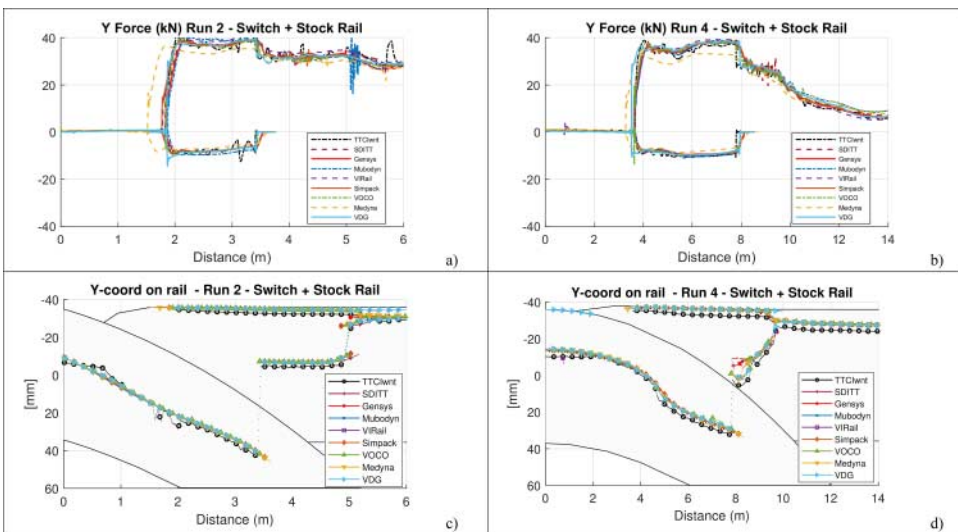 Y Force (kN) Run 2 - Switch + Stock Rail
40
20
0
-20
-40
0
1
2
3
4
5
6
Distance (m)
TTCIwnt
SDITT
Gensys
Mubodyn
VIRail
Simpack
VOCO
Medyna
VDG
a)
Y Force (kN) Run 4 - Switch + Stock Rail
40
20
0
-20
-40
0
2
4
6
8
10
12
14
Distance (m)
TTCIwnt
SDITT
Gensys
Mubodyn
VIRail
Simpack
VOCO
Medyna
VDG
b)
Y-coord on rail - Run 2 - Switch + Stock Rail
-40
-20
0
20
40
60
[mm]
0
1
2
3
4
5
6
Distance (m)
TTCIwnt
SDITT
Gensys
Mubodyn
VIRail
Simpack
VOCO
Medyna
VDG
c)
Y-coord on rail - Run 4 - Switch + Stock Rail
-40
-20
0
20
40
60
[mm]
0
2
4
6
8
10
12
14
Distance (m)
TTCIwnt
SDITT
Gensys
Mubodyn
VIRail
Simpack
VOCO
Medyna
VDG
d)